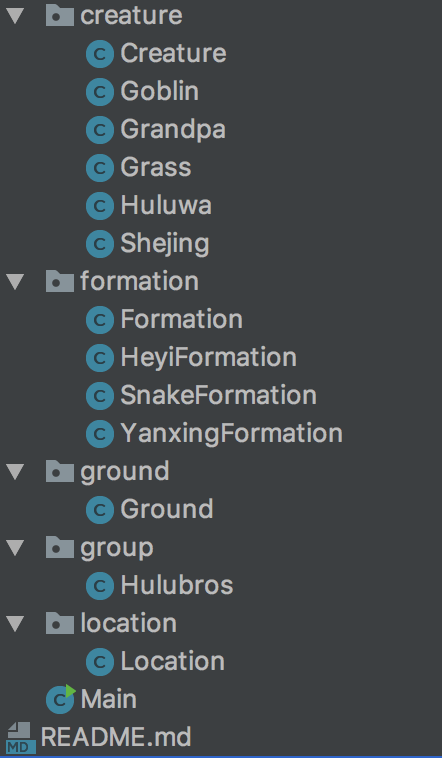 creature
C Creature
C Goblin
C Grandpa
C Grass
C Huluwa
C Shejing
formation
C Formation
C HeyiFormation
C SnakeFormation
C YanxingFormation
ground
C Ground
group
C Hulubros
location
C Location
C Main
MD README.md